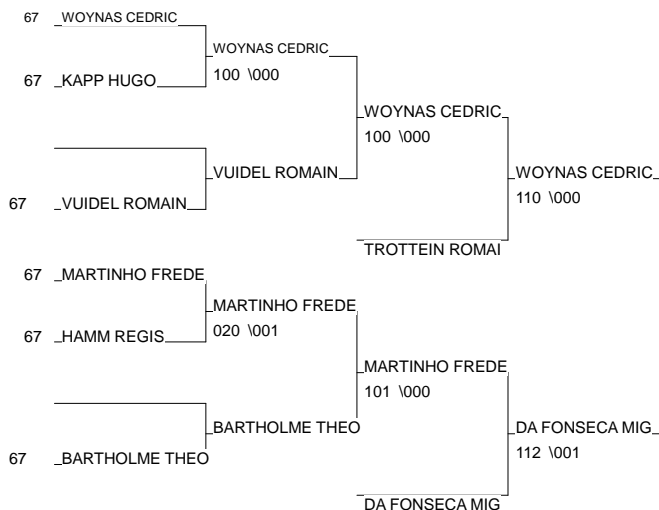 67 WOYNAS CEDRIC
WOYNAS CEDRIC
100 \000
67 KAPP HUGO
WOYNAS CEDRIC
100 \000
VUIDEL ROMAIN
WOYNAS CEDRIC
110 \000
67 VUIDEL ROMAIN
TROTTEIN ROMAI
67 MARTINHO FREDE
MARTINHO FREDE
020 \001
67 HAMM REGIS
MARTINHO FREDE
101 \000
BARTHOLME THEO
DA FONSECA MIG
112 \001
67 BARTHOLME THEO
DA FONSECA MIG